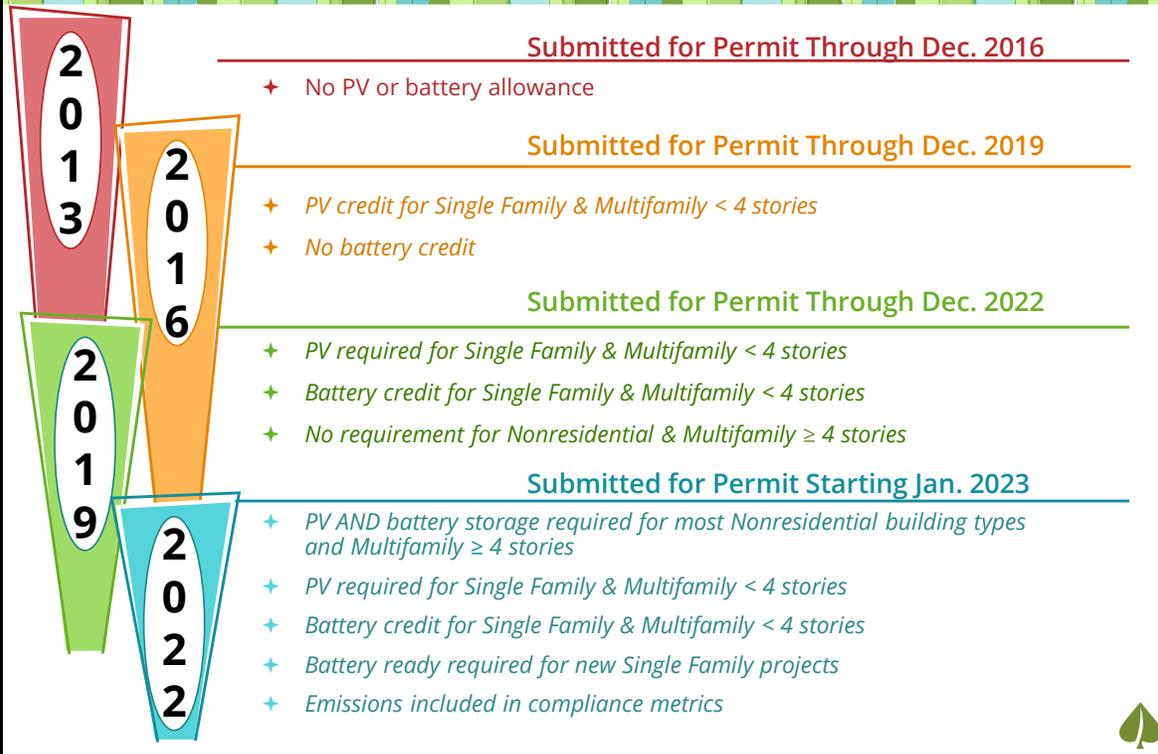 2013
Submitted for Permit Through Dec. 2016
No PV or battery allowance
2016
Submitted for Permit Through Dec. 2019
PV credit for Single Family & Multifamily < 4 stories
No battery credit
2019
Submitted for Permit Through Dec. 2022
PV required for Single Family & Multifamily < 4 stories
Battery credit for Single Family & Multifamily < 4 stories
No requirement for Nonresidential & Multifamily ≥ 4 stories
2022
Submitted for Permit Starting Jan. 2023
PV AND battery storage required for most Nonresidential building types
and Multifamily ≥ 4 stories
PV required for Single Family & Multifamily < 4 stories
Battery credit for Single Family & Multifamily < 4 stories
Battery ready required for new Single Family projects
Emissions included in compliance metrics